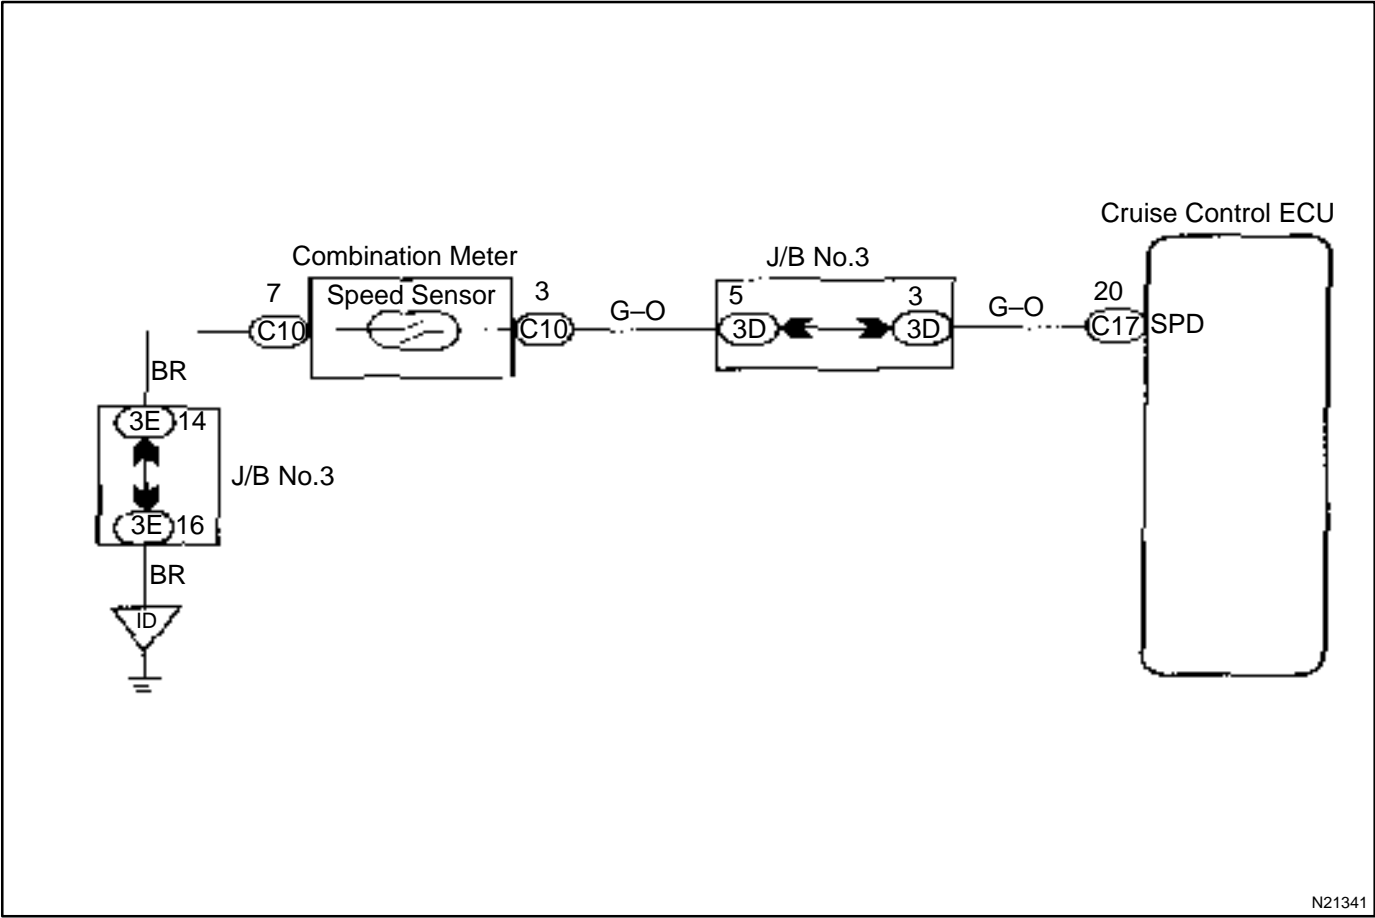 Cruise Control ECU
Combination Meter
J/B No.3
7
Speed Sensor
3
5
3
20
G–O
G–O
C10
C10
3D
3D
C17
SPD
BR
3E
14
J/B No.3
3E
16
BR
ID
N21341